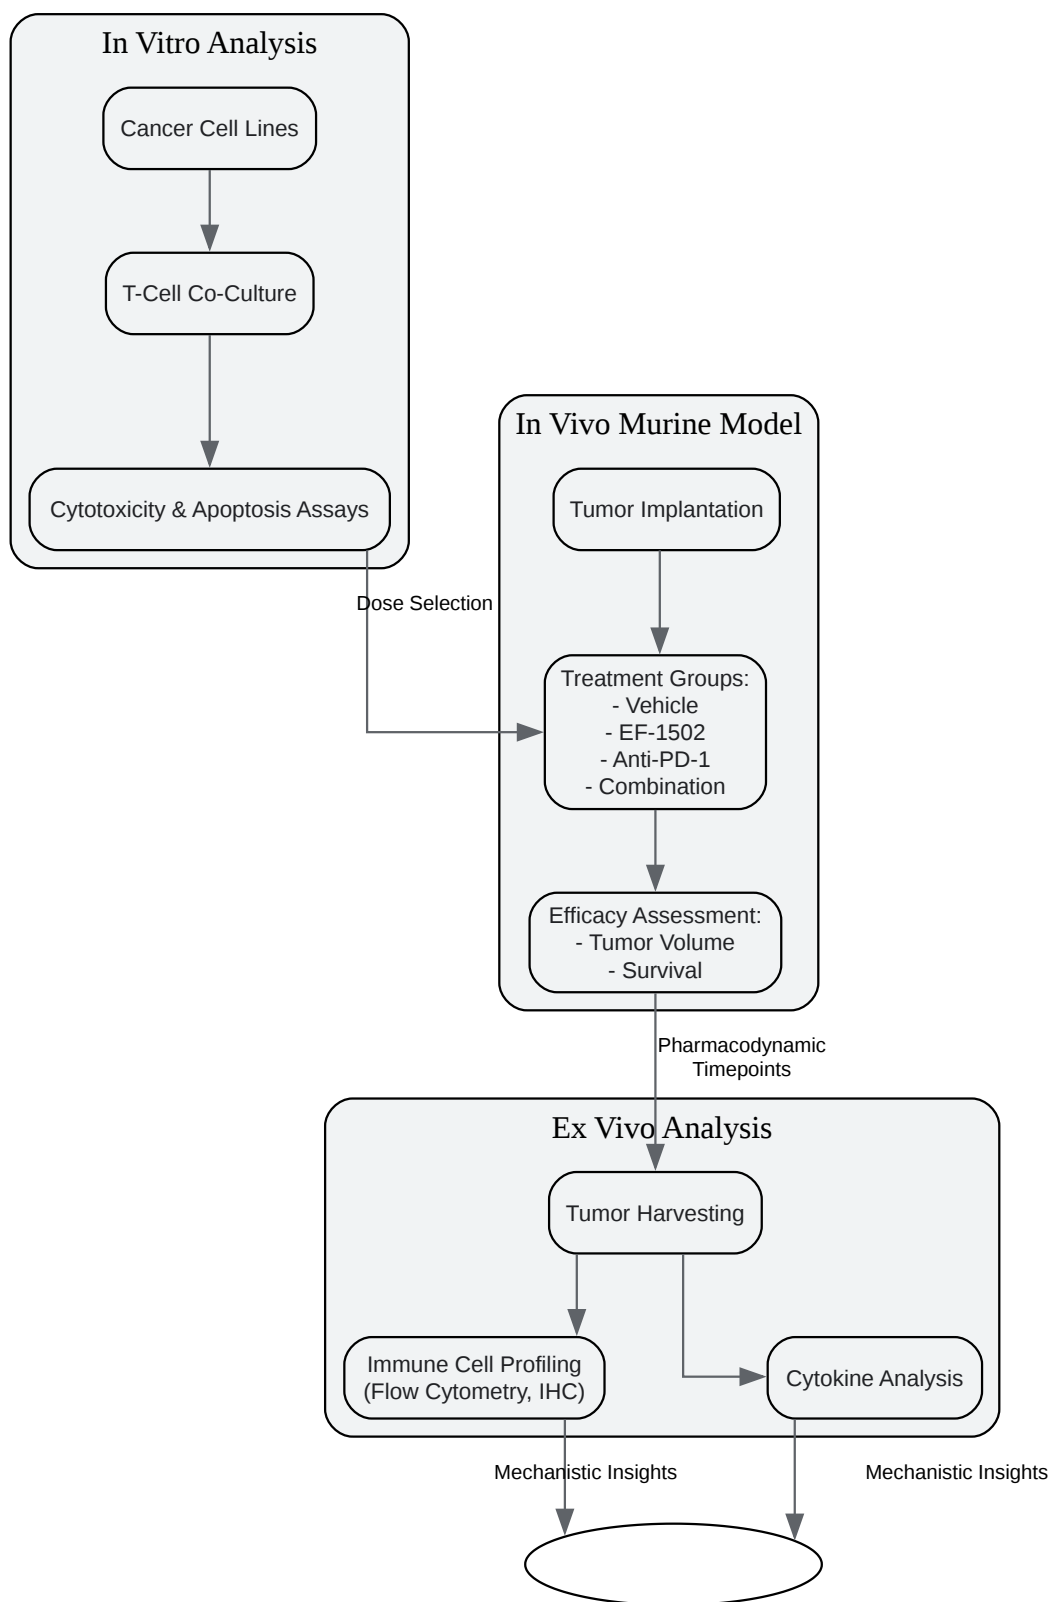 In Vitro Analysis
Cancer Cell Lines
T-Cell Co-Culture
Cytotoxicity & Apoptosis Assays
Dose Selection
In Vivo Murine Model
Tumor Implantation
Treatment Groups:
- Vehicle
- EF-1502
- Anti-PD-1
- Combination
Efficacy Assessment:
- Tumor Volume
- Survival
Pharmacodynamic
Timepoints
Ex Vivo Analysis
Tumor Harvesting
Immune Cell Profiling
(Flow Cytometry, IHC)
Cytokine Analysis
Mechanistic Insights
Mechanistic Insights